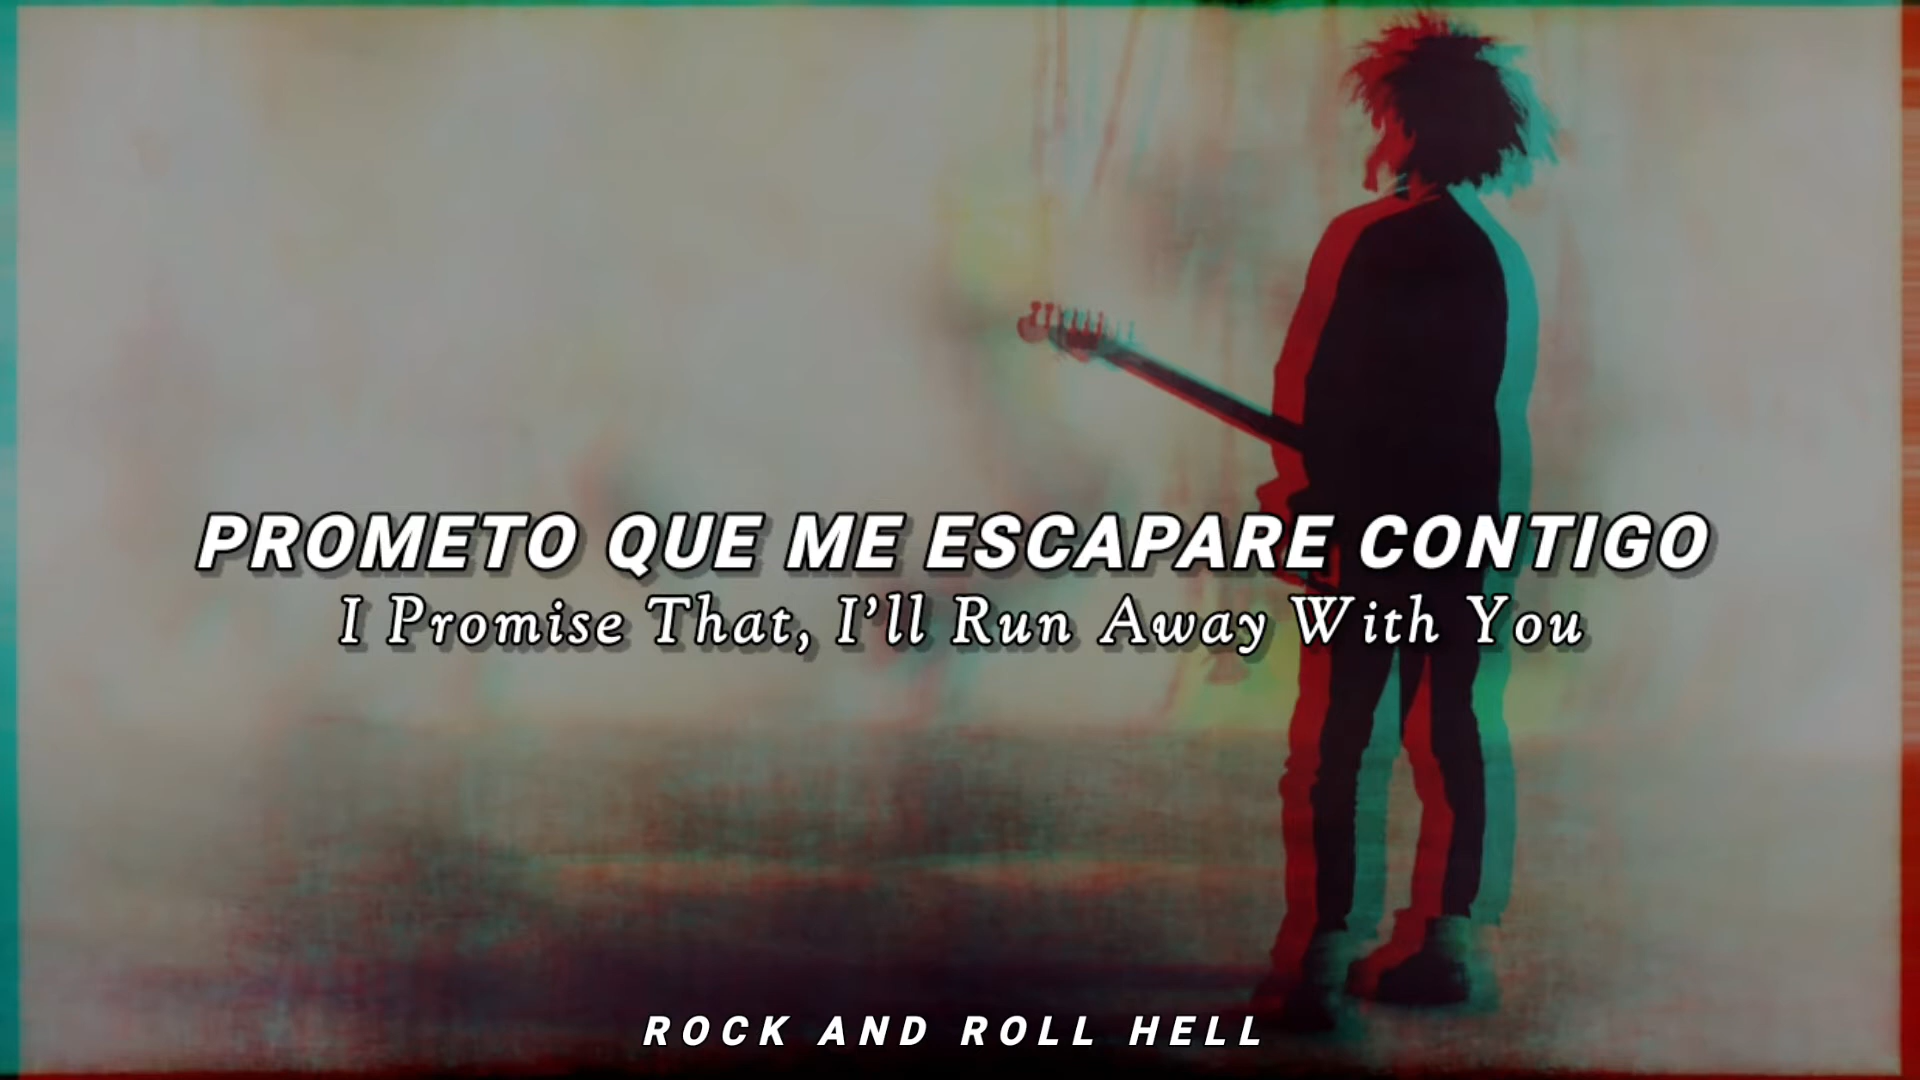 PROMETO QUE ME ESCAPARE CONTIGO
I Promise That, I’ll Run Away With You
ROCK AND ROLL HELL